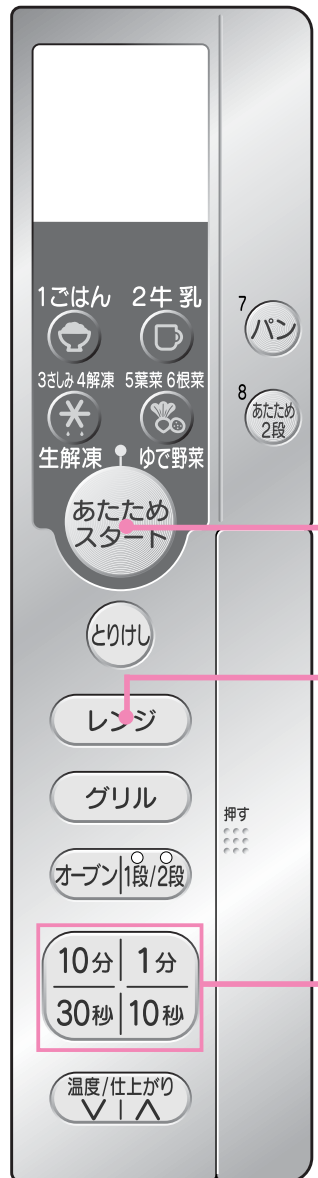 1ごはん 2牛乳
7
パン
3さしみ 4解凍 5葉菜 6根菜
8
あたため
2段
生解凍 ゆで野菜
あたため
スタート
とりけし
レンジ
グリル
押す
オーブン 1段/2段
10分 1分
30秒 10秒
温度/仕上がり